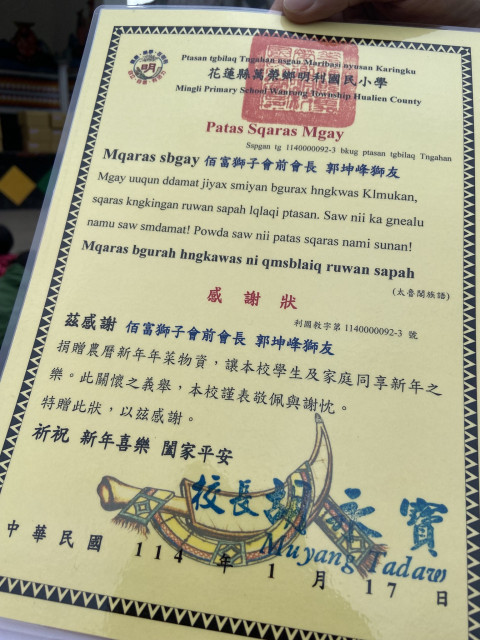 Ptasan tgbilaq Tngahan nsgan Maribasi nyusan Karingku
花蓮縣萬榮鄉明利國民小學
Mingli Primary School Wanrung Township Hualien County
Patas Sqaras Mgay
Sapgan tg 1140000092-3 bkug ptasan tgbilaq Tngahan
Mqaras sbgay 佰富獅子會前會長 郭坤峰獅友
Mgay uuqun ddamat jiyax smiyan bgurax hngkwas Klmukan,
sqaras kngkingan ruwan sapah lqlaqi ptasan. Saw nii ka gnealu
namu saw smdamat! Powda saw nii patas sqaras nami sunan!
Mqaras bgurah hngkawas ni qmsblaiq ruwan sapah
(太魯閣族語)
感謝狀
利國教字第 1140000092-3 號
茲感謝 佰富獅子會前會長 郭坤峰獅友
捐贈農曆新年年菜物資，讓本校學生及家庭同享新年之
樂。此關懷之義舉，本校謹表敬佩與謝忱。
特贈此狀，以茲感謝。
祈祝 新年喜樂 闔家平安
校長胡永寶
Muyang Tadaw
中華民國 114 年 1 月 17 日